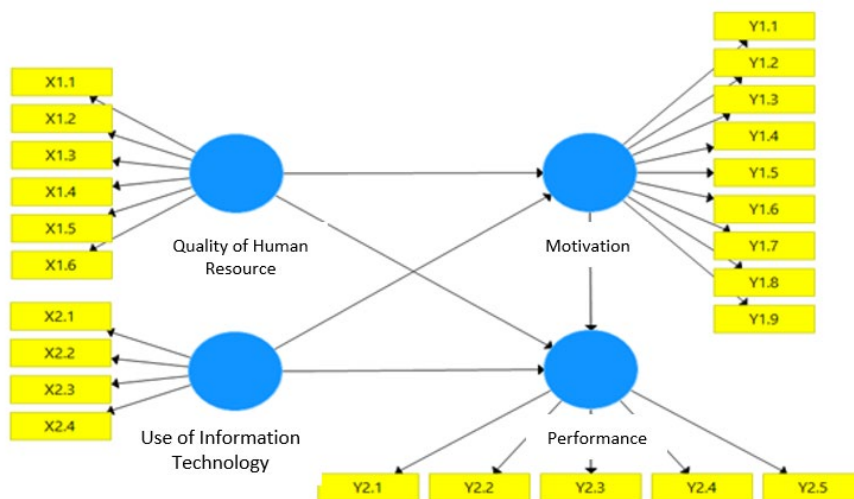 X1.1
X1.2
X1.3
X1.4
X1.5
X1.6
Quality of Human
Resource
X2.1
X2.2
X2.3
X2.4
Use of Information
Technology
Y1.1
Y1.2
Y1.3
Y1.4
Y1.5
Y1.6
Y1.7
Y1.8
Y1.9
Motivation
Performance
Y2.1
Y2.2
Y2.3
Y2.4
Y2.5